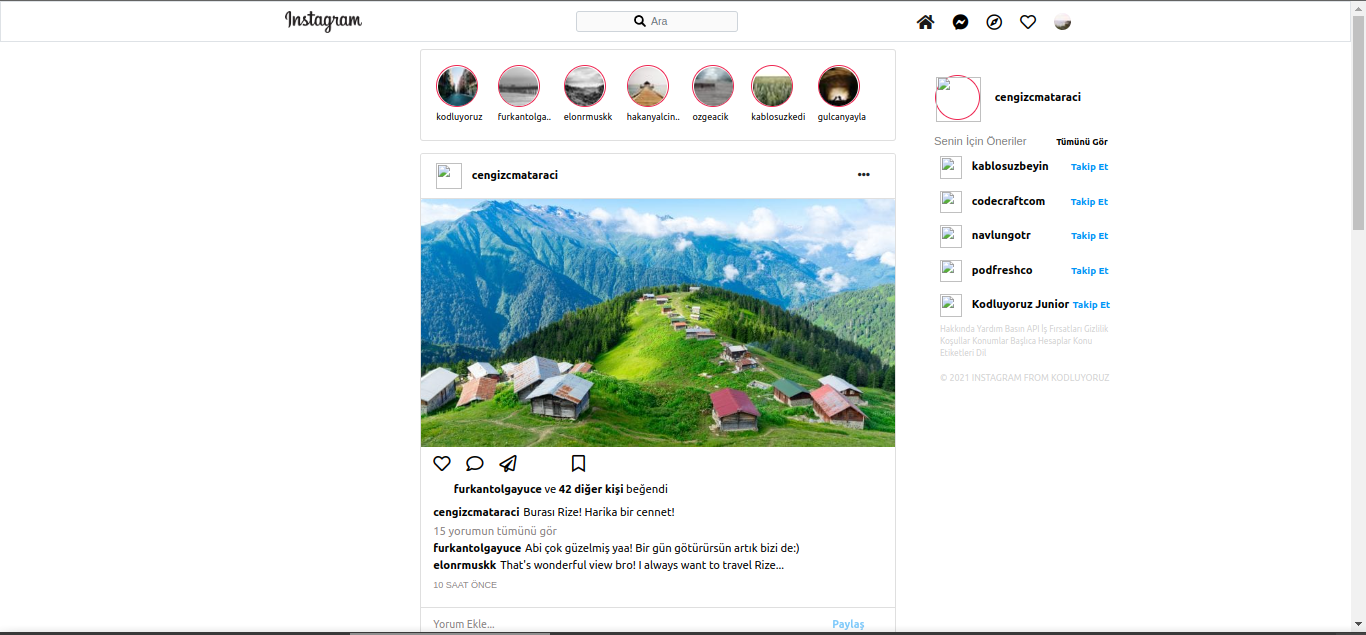 Instagram
Ara
kodluyoruz furkantolga.. elonrmuskk hakanyalcin.. ozgeacik kablosuzkedi gulcanyayla
cengizcmataraci
Senin İçin Öneriler Tümünü Gör
kablosuzbeyin Takip Et
codecraftcom Takip Et
navlungotr Takip Et
podfreshco Takip Et
Kodluyoruz Junior Takip Et
Hakkında Yardım Basın API İş Fırsatları Gizlilik
Koşullar Konumlar Başlıca Hesaplar Konu
Etiketleri Dil
© 2021 INSTAGRAM FROM KODLUYORUZ
cengizcmataraci
furkantolgayuce ve 42 diğer kişi beğendi
cengizcmataraci Burası Rize! Harika bir cennet!
15 yorumun tümünü gör
furkantolgayuce Abi çok güzelmiş yaa! Bir gün götürürsün artık bizi de:)
elonrmuskk That's wonderful view bro! I always want to travel Rize...
10 SAAT ÖNCE
Yorum Ekle... Paylaş